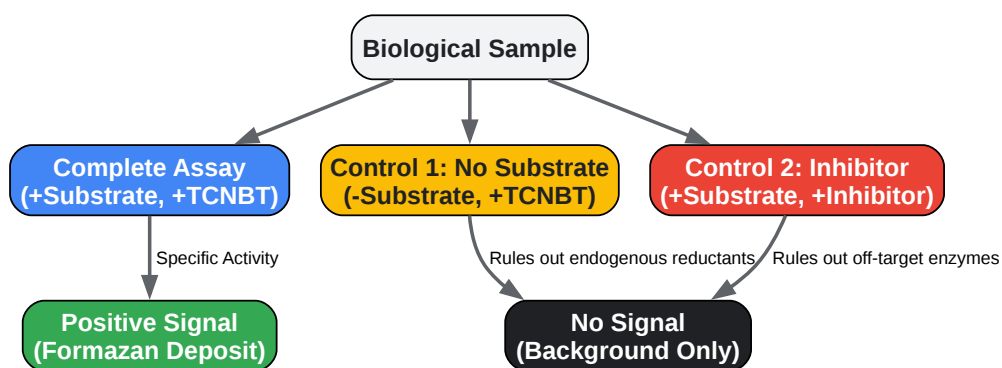 Biological Sample
Complete Assay
(+Substrate, +TCNBT)
Control 1: No Substrate
(-Substrate, +TCNBT)
Control 2: Inhibitor
(+Substrate, +Inhibitor)
Specific Activity
Rules out endogenous reductants
Rules out off-target enzymes
Positive Signal
(Formazan Deposit)
No Signal
(Background Only)